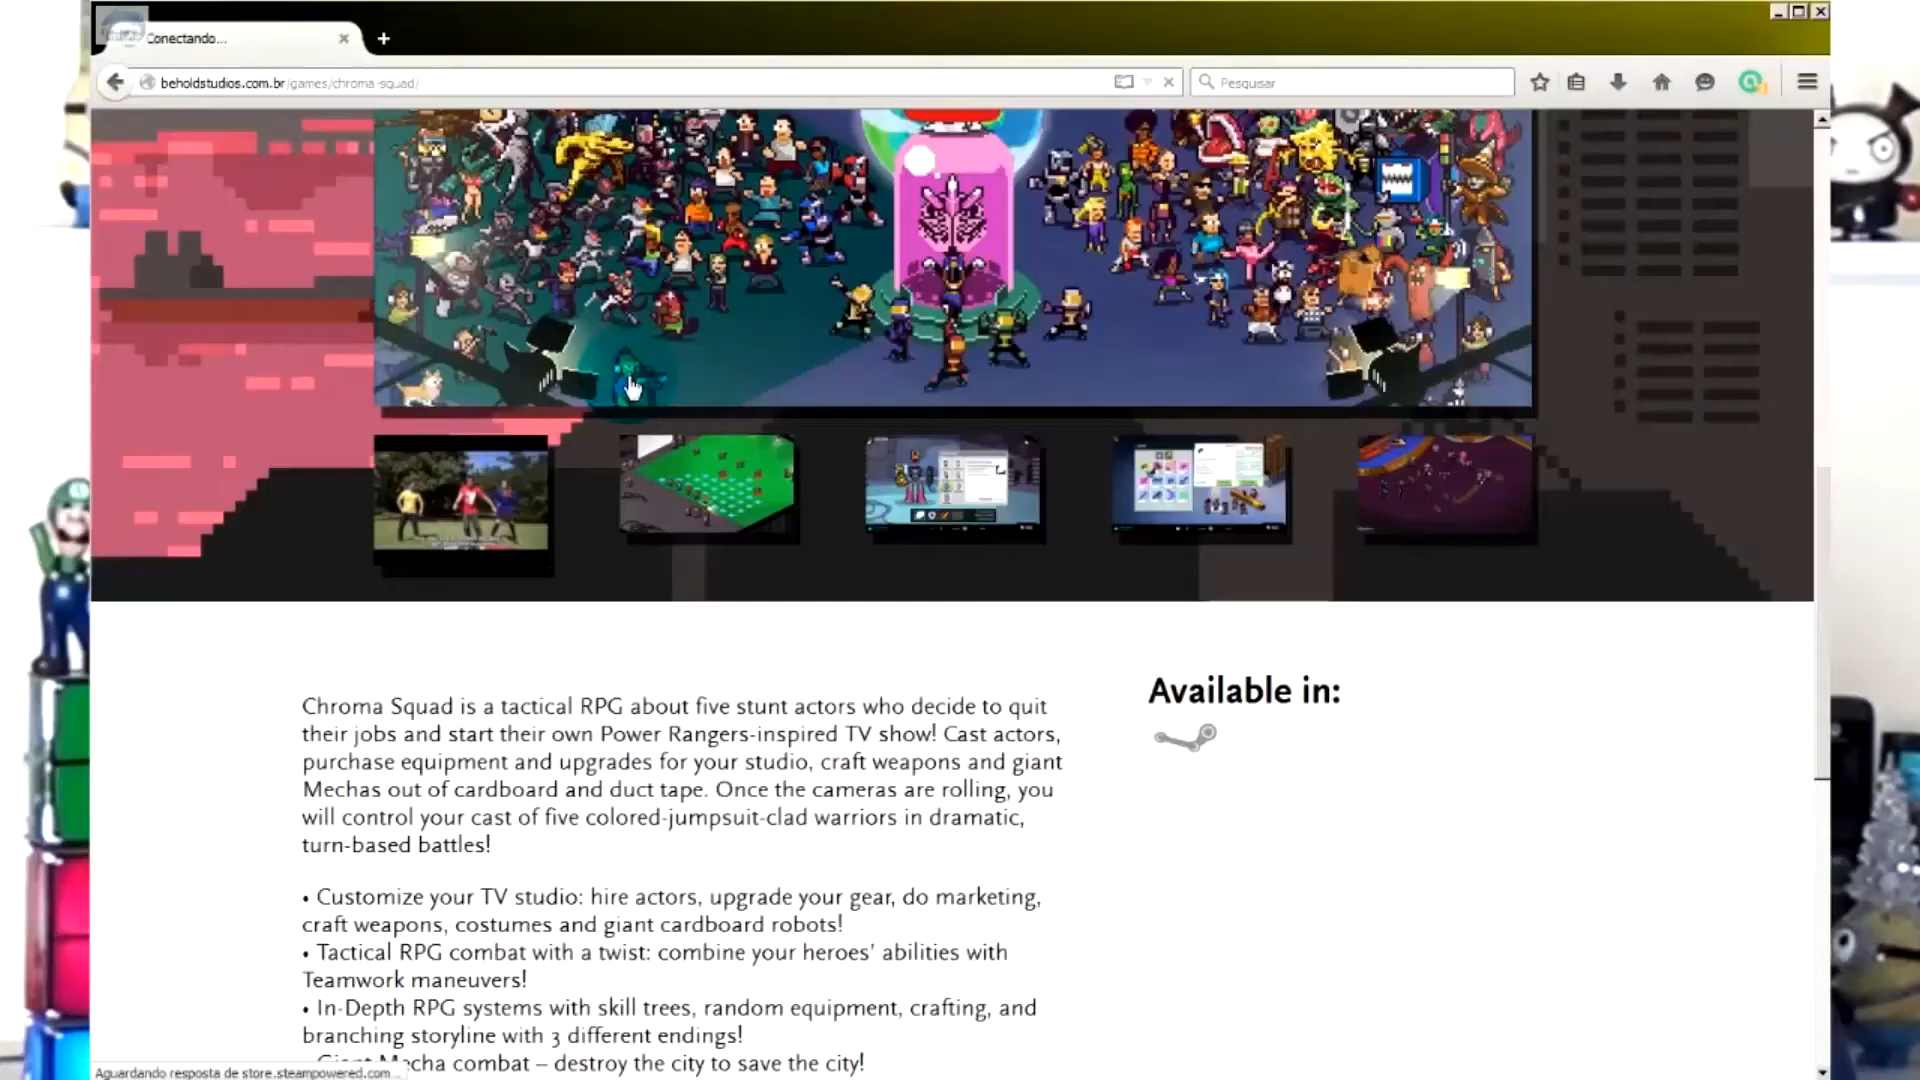 Conectando...
beholdstudios.com.br/games/chroma-squad/
Pesquisar
Chroma Squad is a tactical RPG about five stunt actors who decide to quit
their jobs and start their own Power Rangers-inspired TV show! Cast actors,
purchase equipment and upgrades for your studio, craft weapons and giant
Mechas out of cardboard and duct tape. Once the cameras are rolling, you
will control your cast of five colored-jumpsuit-clad warriors in dramatic,
turn-based battles!
• Customize your TV studio: hire actors, upgrade your gear, do marketing,
craft weapons, costumes and giant cardboard robots!
• Tactical RPG combat with a twist: combine your heroes' abilities with
Teamwork maneuvers!
• In-Depth RPG systems with skill trees, random equipment, crafting, and
branching storyline with 3 different endings!
• Giant Mecha combat – destroy the city to save the city!
Available in:
Aguardando resposta de store.steampowered.com...